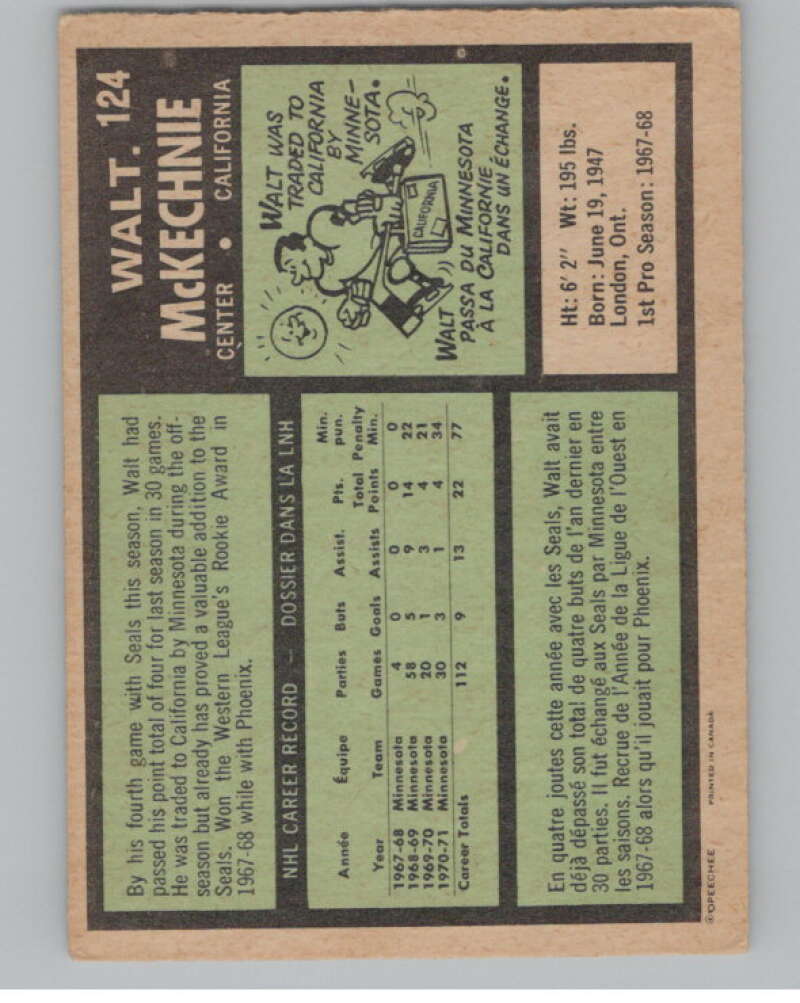 WALT. 124
McKECHNIE
CENTER • CALIFORNIA
By his fourth game with Seals this season, Walt had
passed his point total of four for last season in 30 games.
He was traded to California by Minnesota during the off-
season but already has proved a valuable addition to the
Seals. Won the Western League's Rookie Award in
1967-68 while with Phoenix.
WALT WAS
TRADED TO
CALIFORNIA
BY
MINNE-
SOTA.
CALIFORNIA
WALT
PASSA DU MINNESOTA
À LA CALIFORNIE
DANS UN ÉCHANGE.
NHL CAREER RECORD — DOSSIER DANS LA LNH
Année Équipe Parties Buts Assist. Pts. Min. pun.
Year Team Games Goals Assists Total Points Penalty Min.
1967-68 Minnesota 4 0 0 0 0
1968-69 Minnesota 58 5 9 14 22
1969-70 Minnesota 20 1 3 4 21
1970-71 Minnesota 30 3 1 4 34
Career Totals 112 9 13 22 77
Ht: 6' 2" Wt: 195 lbs.
Born: June 19, 1947
London, Ont.
1st Pro Season: 1967-68
En quatre joutes cette année avec les Seals, Walt avait
déjà dépassé son total de quatre buts de l'an dernier en
30 parties. Il fut échangé aux Seals par Minnesota entre
les saisons. Recrue de l'Année de la Ligue de l'Ouest en
1967-68 alors qu'il jouait pour Phoenix.
© OPEECHEE PRINTED IN CANADA